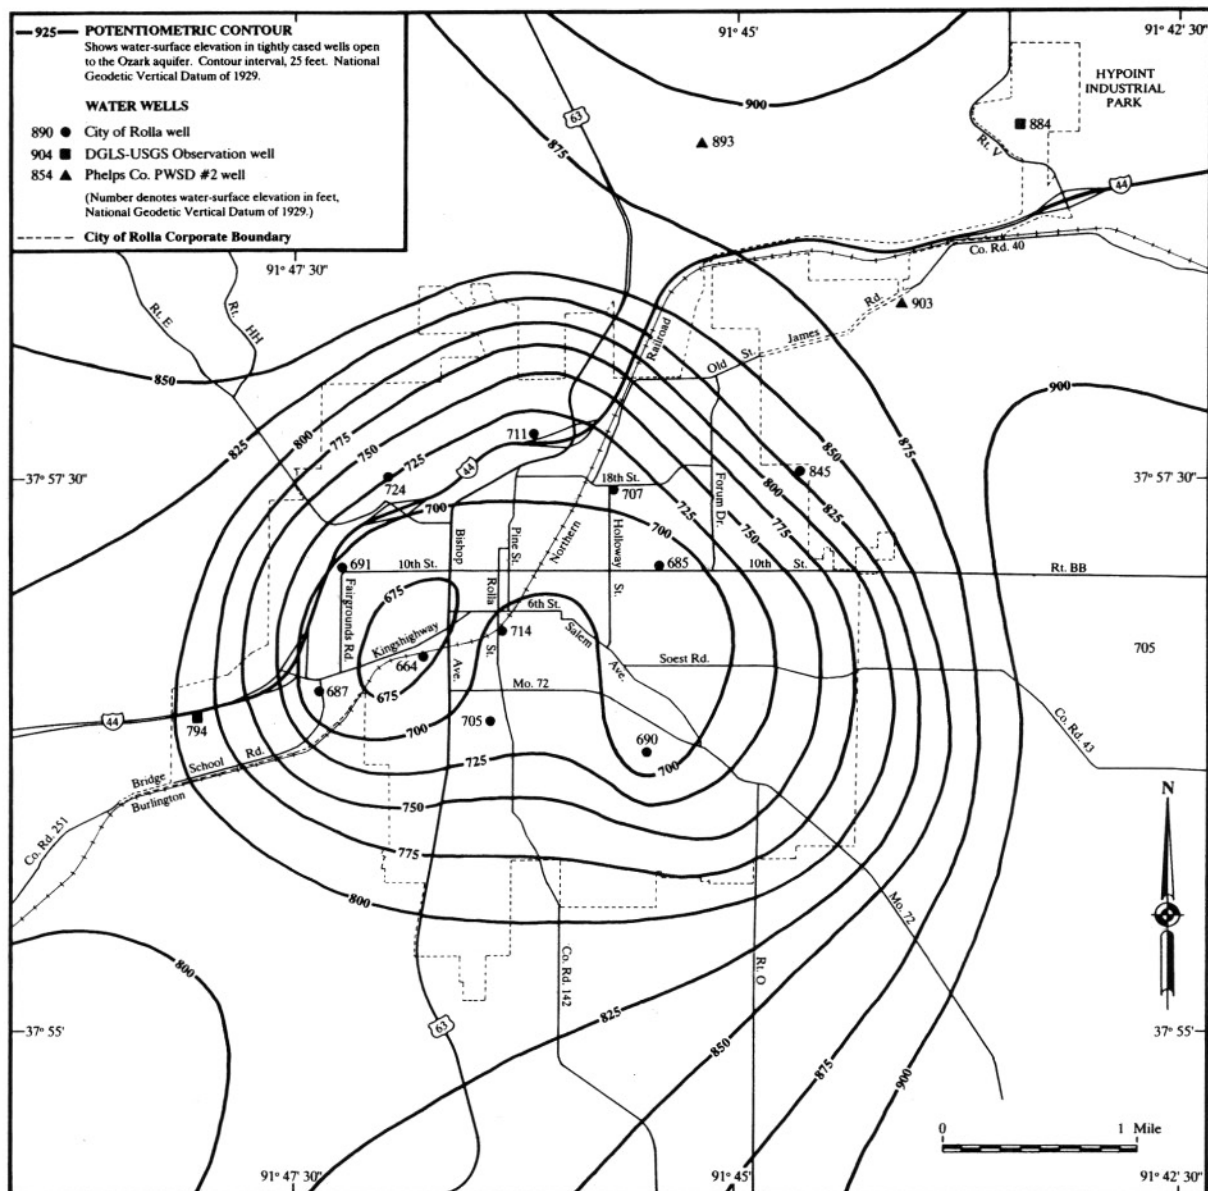 925 POTENTIOMETRIC CONTOUR
Shows water-surface elevation in tightly cased wells open
to the Ozark aquifer. Contour interval, 25 feet. National
Geodetic Vertical Datum of 1929.
WATER WELLS
890 City of Rolla well
904 DGLS-USGS Observation well
854 Phelps Co. PWSD #2 well
(Number denotes water-surface elevation in feet,
National Geodetic Vertical Datum of 1929.)
City of Rolla Corporate Boundary
91° 45'
91° 42' 30"
HYPOINT
INDUSTRIAL
PARK
900
63
884
893
875
Rt. V
44
Co. Rd. 40
91° 47' 30"
903
Rt. E
Rt. HH
Railroad
Old St. James Rd.
850
900
825
800
775
750
725
711
44
850
875
845
37° 57' 30"
724
18th St.
707
Forum Dr.
725
750
775
800
825
37° 57' 30"
700
700
Bishop Ave.
Pine St.
Northern
Holloway St.
691
10th St.
685
10th St.
Rt. BB
675
Rolla St.
6th St.
Fairgrounds Rd.
Kingshighway
714
Salem Ave.
664
Soest Rd.
705
687
675
Mo. 72
44
794
700
705
690
700
Co. Rd. 43
Bridge School Rd.
725
Burlington
N
750
Co. Rd. 251
775
800
Mo. 72
800
Co. Rd. 142
Rt. O
825
37° 55'
63
850
875
900
37° 55'
0 1 Mile
91° 47' 30"
91° 45'
91° 42' 30"